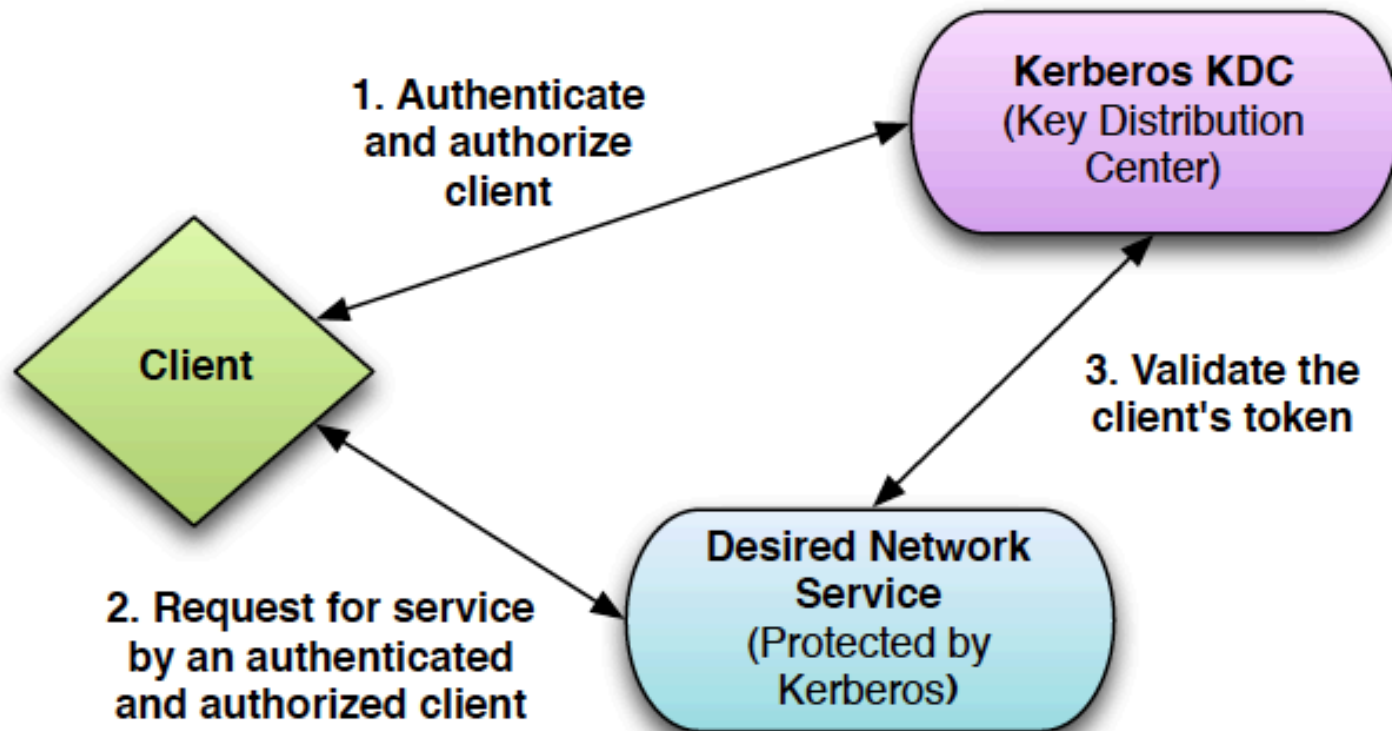 1. Authenticate
and authorize
client
Kerberos KDC
(Key Distribution
Center)
Client
3. Validate the
client's token
2. Request for service
by an authenticated
and authorized client
Desired Network
Service
(Protected by
Kerberos)